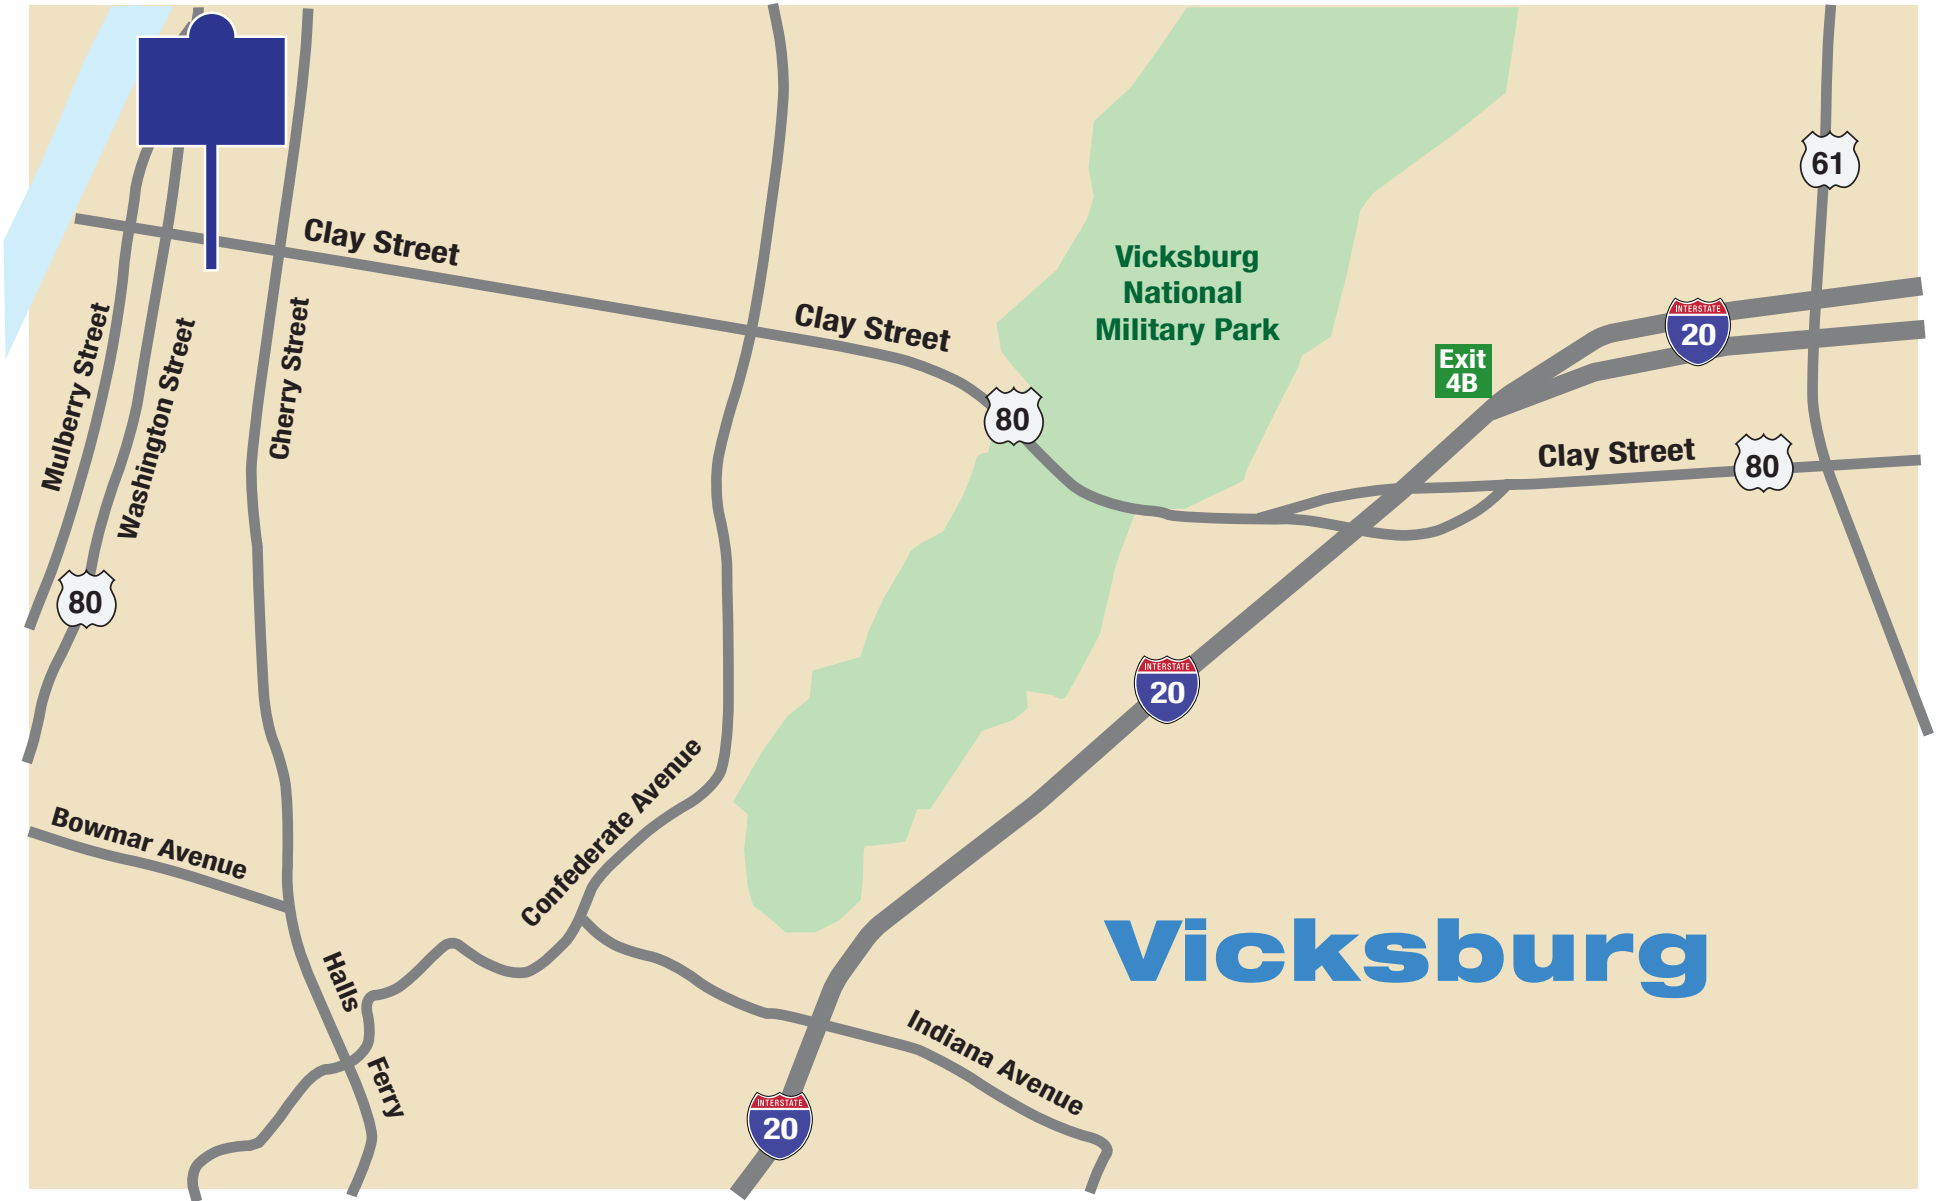 61
Clay Street
Vicksburg
National
Military Park
Clay Street
INTERSTATE
20
Exit
4B
80
Clay Street
80
Mulberry Street
Washington Street
Cherry Street
80
INTERSTATE
20
Confederate Avenue
Bowmar Avenue
Vicksburg
Halls
Ferry
Indiana Avenue
INTERSTATE
20